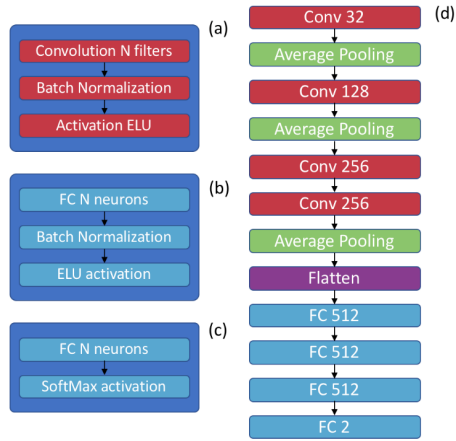 (a)
Convolution N filters
Batch Normalization
Activation ELU
(b)
FC N neurons
Batch Normalization
ELU activation
(c)
FC N neurons
SoftMax activation
(d)
Conv 32
Average Pooling
Conv 128
Average Pooling
Conv 256
Conv 256
Average Pooling
Flatten
FC 512
FC 512
FC 512
FC 2